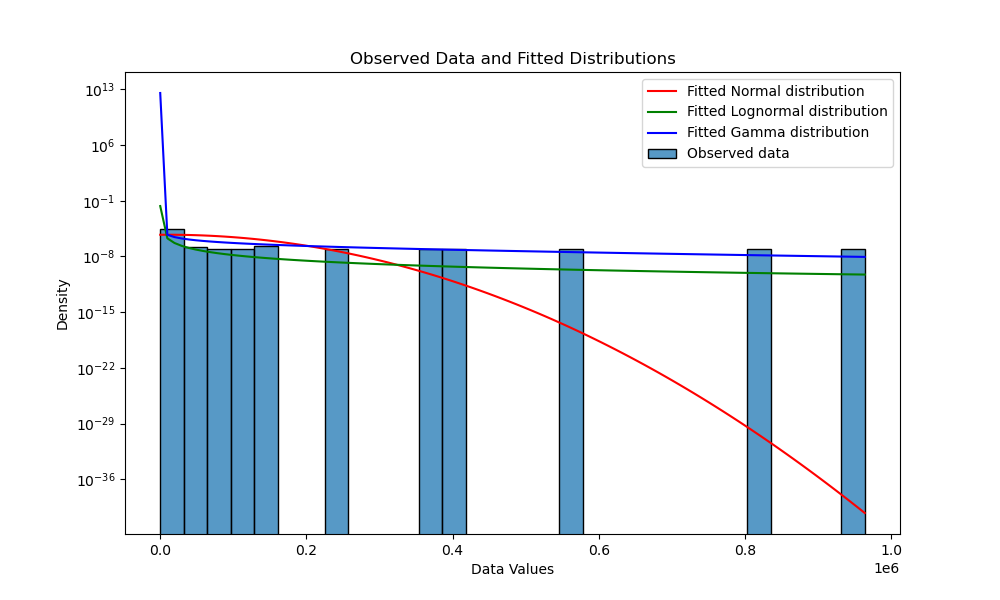 Observed Data and Fitted Distributions
Fitted Normal distribution
Fitted Lognormal distribution
Fitted Gamma distribution
Observed data
Density
10^13
10^6
10^-1
10^-8
10^-15
10^-22
10^-29
10^-36
0.0 0.2 0.4 0.6 0.8 1.0
1e6
Data Values